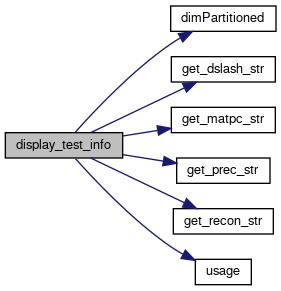 dimPartitioned
get_dslash_str
get_matpc_str
display_test_info
get_prec_str
get_recon_str
usage